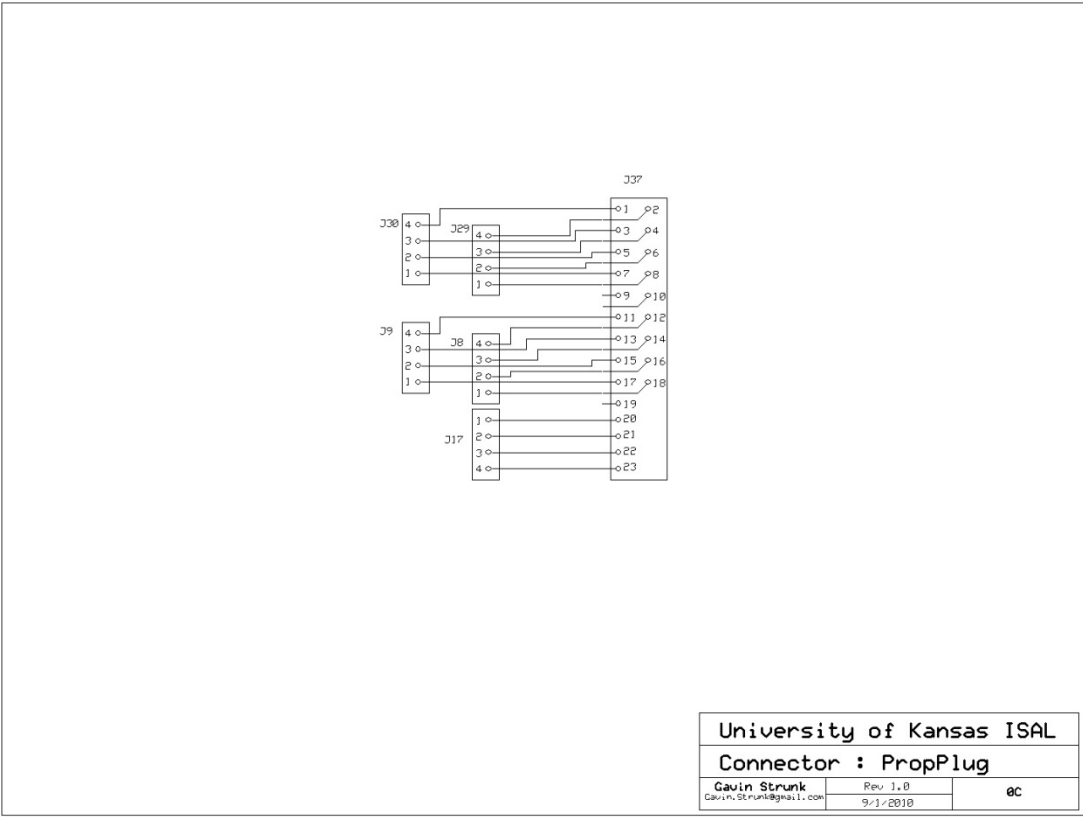 J37
1 2
J30 4 J29 4 3 4
3 3 5 6
2 2 7 8
1 1 9 10
J9 4 J8 4 11 12
3 3 13 14
2 2 15 16
1 1 17 18
19
J17 1 20
2 21
3 22
4 23
University of Kansas ISAL
Connector : PropPlug
Gavin Strunk
Gavin.Strunk@gmail.com
Rev 1.0
9/1/2010
0C